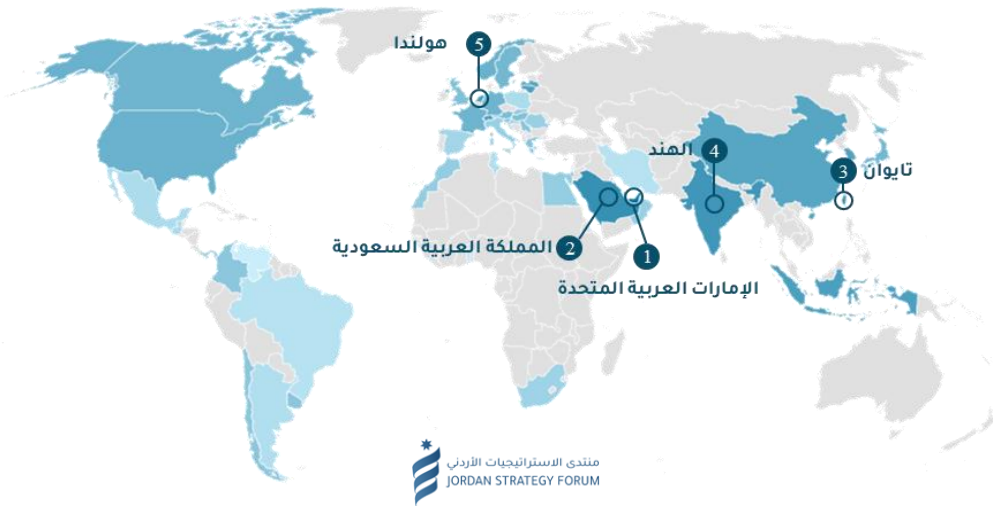 5 هولندا
4 الهند
3 تايوان
2 المملكة العربية السعودية
1 الإمارات العربية المتحدة
منتدى الاستراتيجيات الأردني
JORDAN STRATEGY FORUM